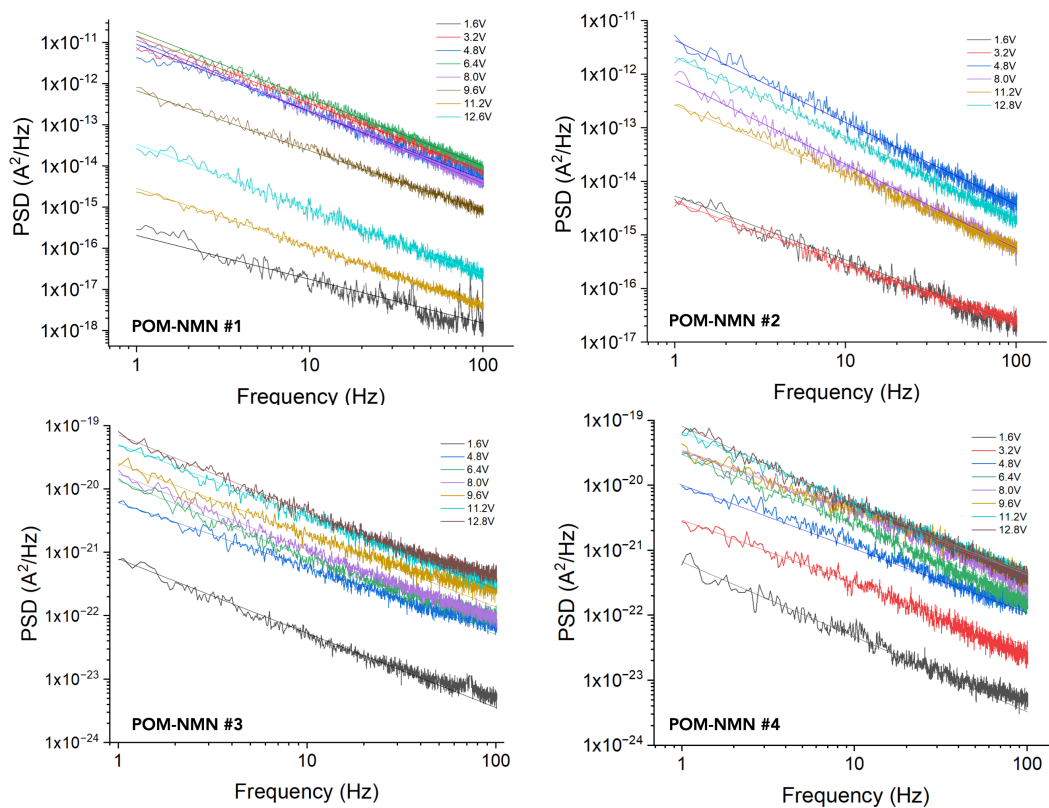 PSD (A²/Hz)
1x10⁻¹¹
1x10⁻¹²
1x10⁻¹³
1x10⁻¹⁴
1x10⁻¹⁵
1x10⁻¹⁶
1x10⁻¹⁷
1x10⁻¹⁸
1.6V
3.2V
4.8V
6.4V
8.0V
9.6V
11.2V
12.6V
POM-NMN #1
1 10 100
Frequency (Hz)
PSD (A²/Hz)
1x10⁻¹¹
1x10⁻¹²
1x10⁻¹³
1x10⁻¹⁴
1x10⁻¹⁵
1x10⁻¹⁶
1x10⁻¹⁷
1.6V
3.2V
4.8V
8.0V
11.2V
12.8V
POM-NMN #2
1 10 100
Frequency (Hz)
PSD (A²/Hz)
1x10⁻¹⁹
1x10⁻²⁰
1x10⁻²¹
1x10⁻²²
1x10⁻²³
1x10⁻²⁴
1.6V
4.8V
6.4V
8.0V
9.6V
11.2V
12.8V
POM-NMN #3
1 10 100
Frequency (Hz)
PSD (A²/Hz)
1x10⁻¹⁹
1x10⁻²⁰
1x10⁻²¹
1x10⁻²²
1x10⁻²³
1x10⁻²⁴
1.6V
3.2V
4.8V
6.4V
8.0V
9.6V
11.2V
12.8V
POM-NMN #4
1 10 100
Frequency (Hz)